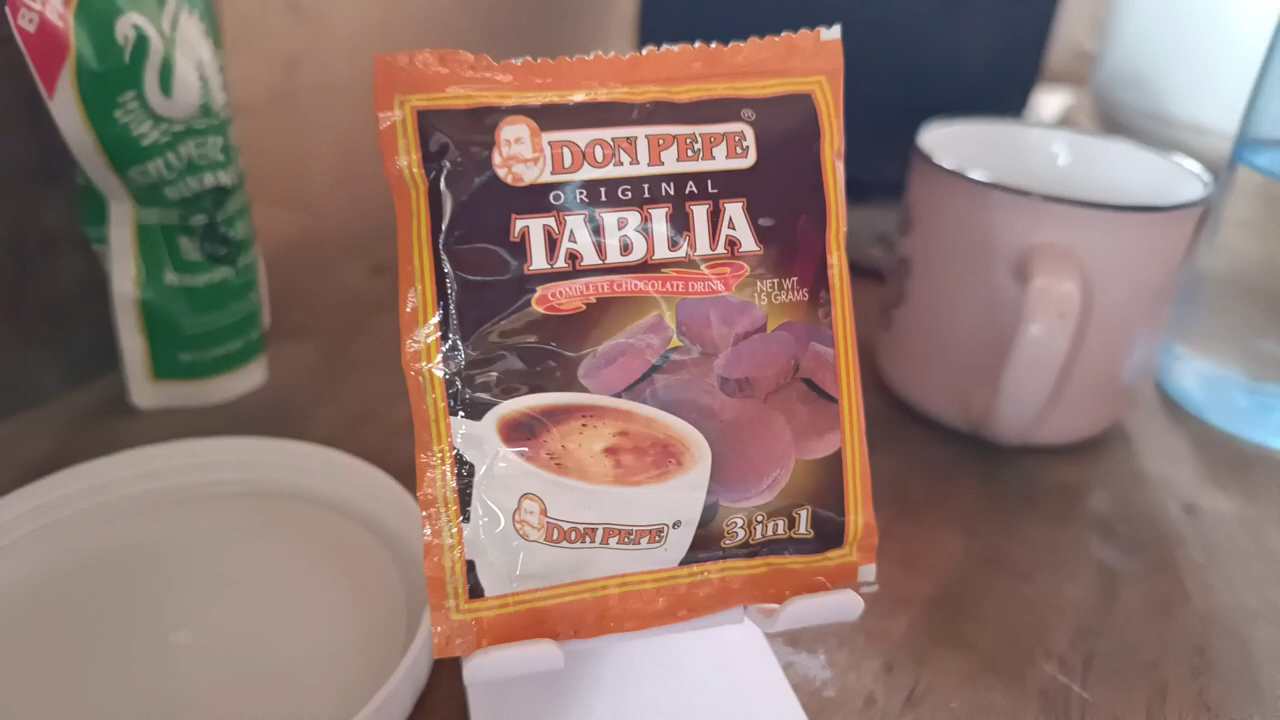 DON PEPE®
ORIGINAL
TABLIA
COMPLETE CHOCOLATE DRINK
NET WT.
15 GRAMS
DON PEPE®
3 in 1